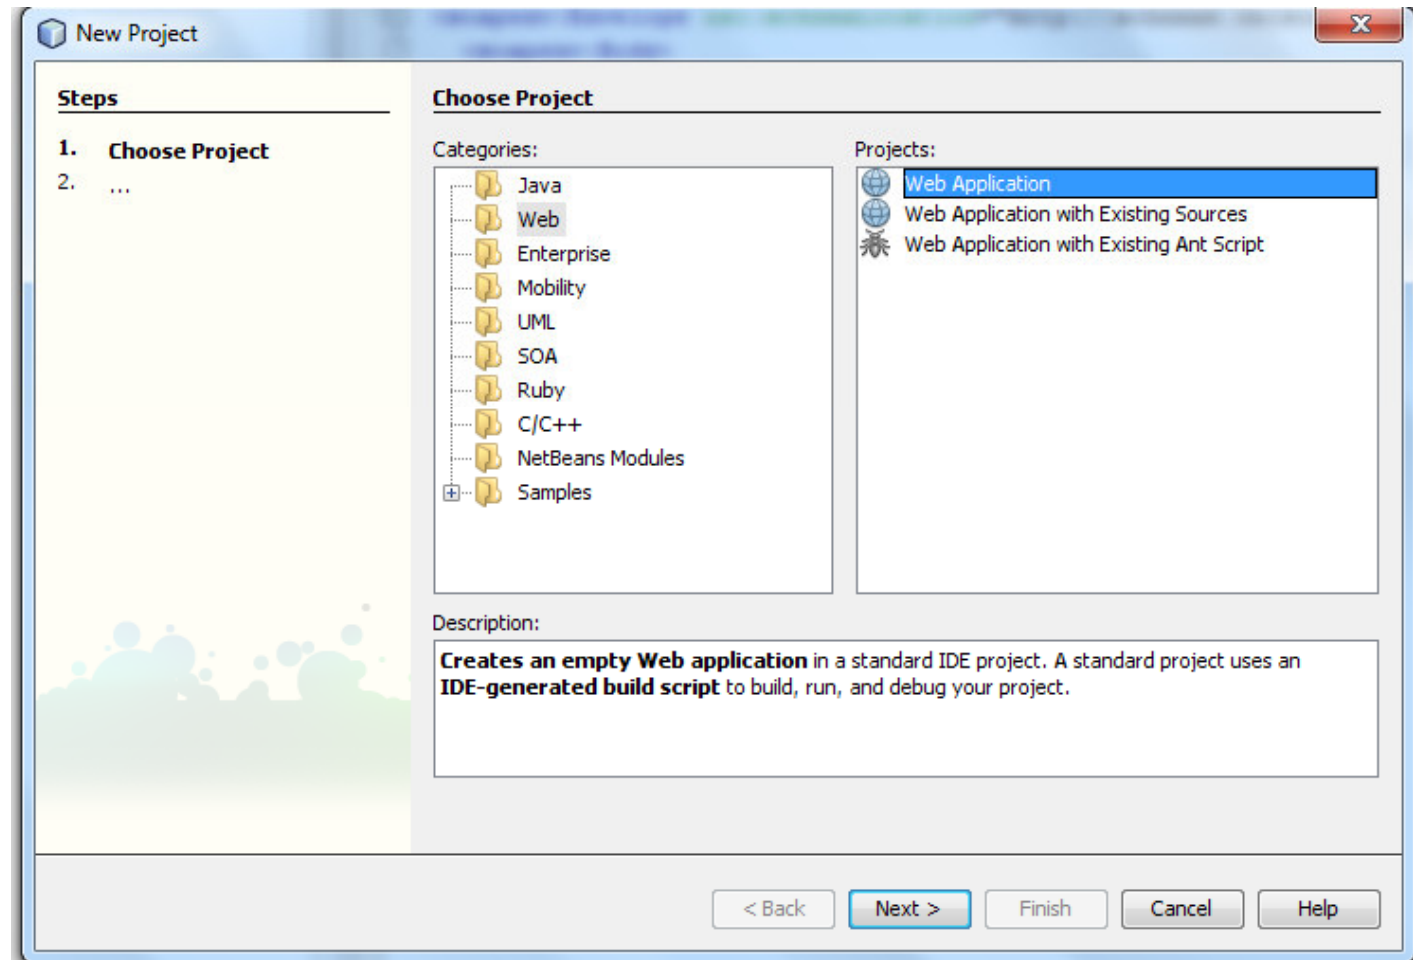 New Project
Steps
1. Choose Project
2. ...
Choose Project
Categories:
Java
Web
Enterprise
Mobility
UML
SOA
Ruby
C/C++
NetBeans Modules
Samples
Projects:
Web Application
Web Application with Existing Sources
Web Application with Existing Ant Script
Description:
Creates an empty Web application in a standard IDE project. A standard project uses an
IDE-generated build script to build, run, and debug your project.
< Back
Next >
Finish
Cancel
Help